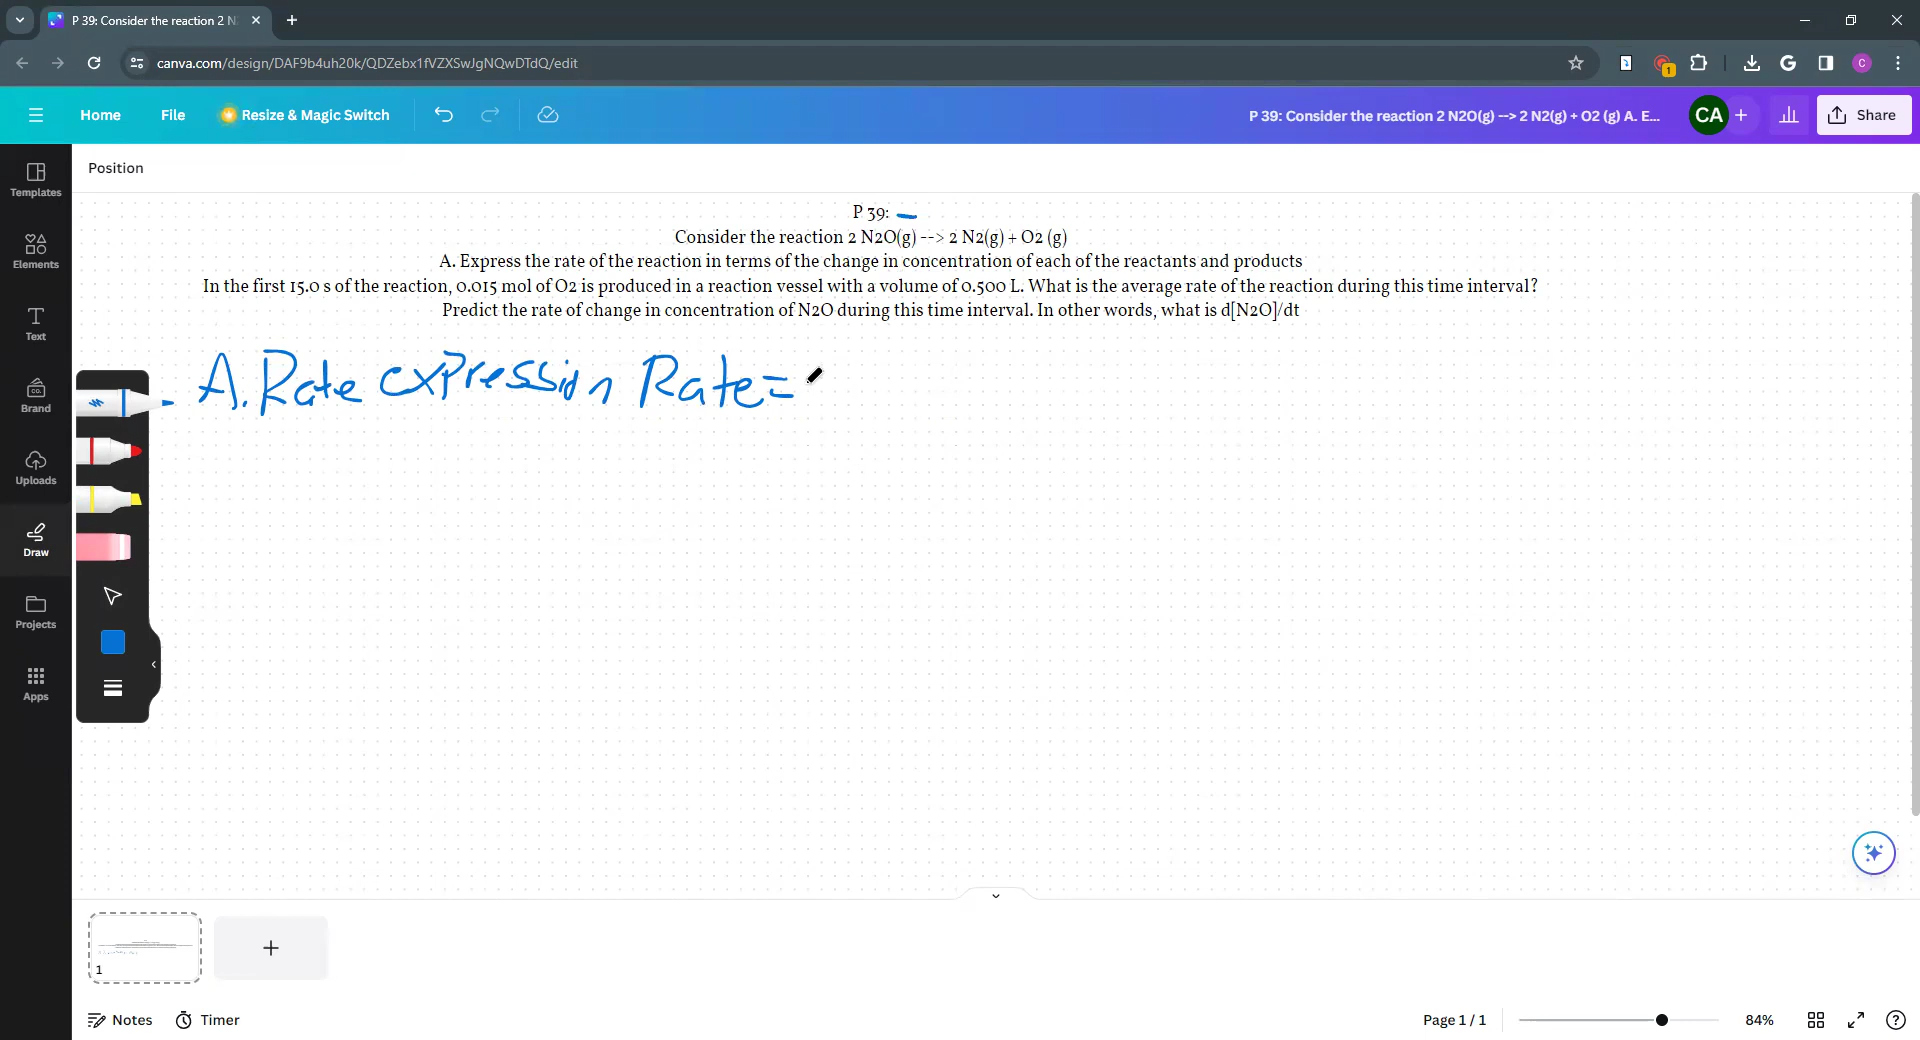 P 39: Consider the reaction 2 N
canva.com/design/DAF9b4uh20k/QDZebx1fVZXSwJgNQwDTdQ/edit
1
C
Home File Resize & Magic Switch
P 39: Consider the reaction 2 N2O(g) --> 2 N2(g) + O2 (g) A. E...
CA
Share
Templates
Elements
Text
Brand
Uploads
Draw
Projects
Apps
Position
P 39:
Consider the reaction 2 N2O(g) --> 2 N2(g) + O2 (g)
A. Express the rate of the reaction in terms of the change in concentration of each of the reactants and products
In the first 15.0 s of the reaction, 0.015 mol of O2 is produced in a reaction vessel with a volume of 0.500 L. What is the average rate of the reaction during this time interval?
Predict the rate of change in concentration of N2O during this time interval. In other words, what is d[N2O]/dt
A. Rate expression Rate=
1
Notes Timer
Page 1 / 1
84%